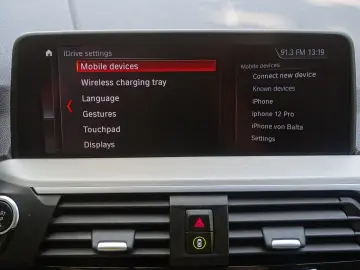 iDrive settings
91.3 FM 13:19
Mobile devices
Wireless charging tray
Language
Gestures
Touchpad
Displays
Mobile devices
Connect new device
Known devices
iPhone
Iphone 12 Pro
iPhone von Balta
Settings